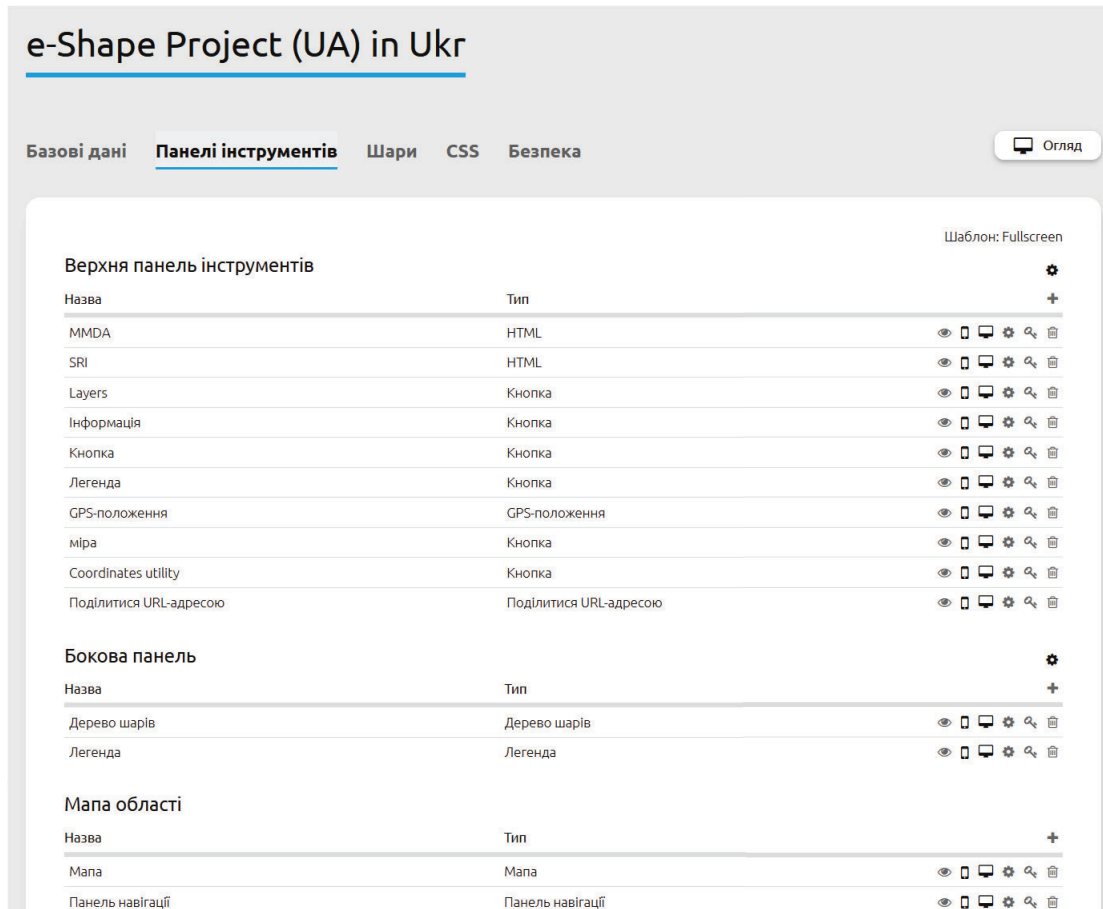 e-Shape Project (UA) in Ukr
Базові дані Панелі інструментів Шари CSS Безпека Огляд
Шаблон: Fullscreen
Верхня панель інструментів
Назва Тип
MMDA HTML
SRI HTML
Layers Кнопка
Інформація Кнопка
Кнопка Кнопка
Легенда Кнопка
GPS-положення GPS-положення
міра Кнопка
Coordinates utility Кнопка
Поділитися URL-адресою Поділитися URL-адресою
Бокова панель
Назва Тип
Дерево шарів Дерево шарів
Легенда Легенда
Мапа області
Назва Тип
Мапа Мапа
Панель навігації Панель навігації